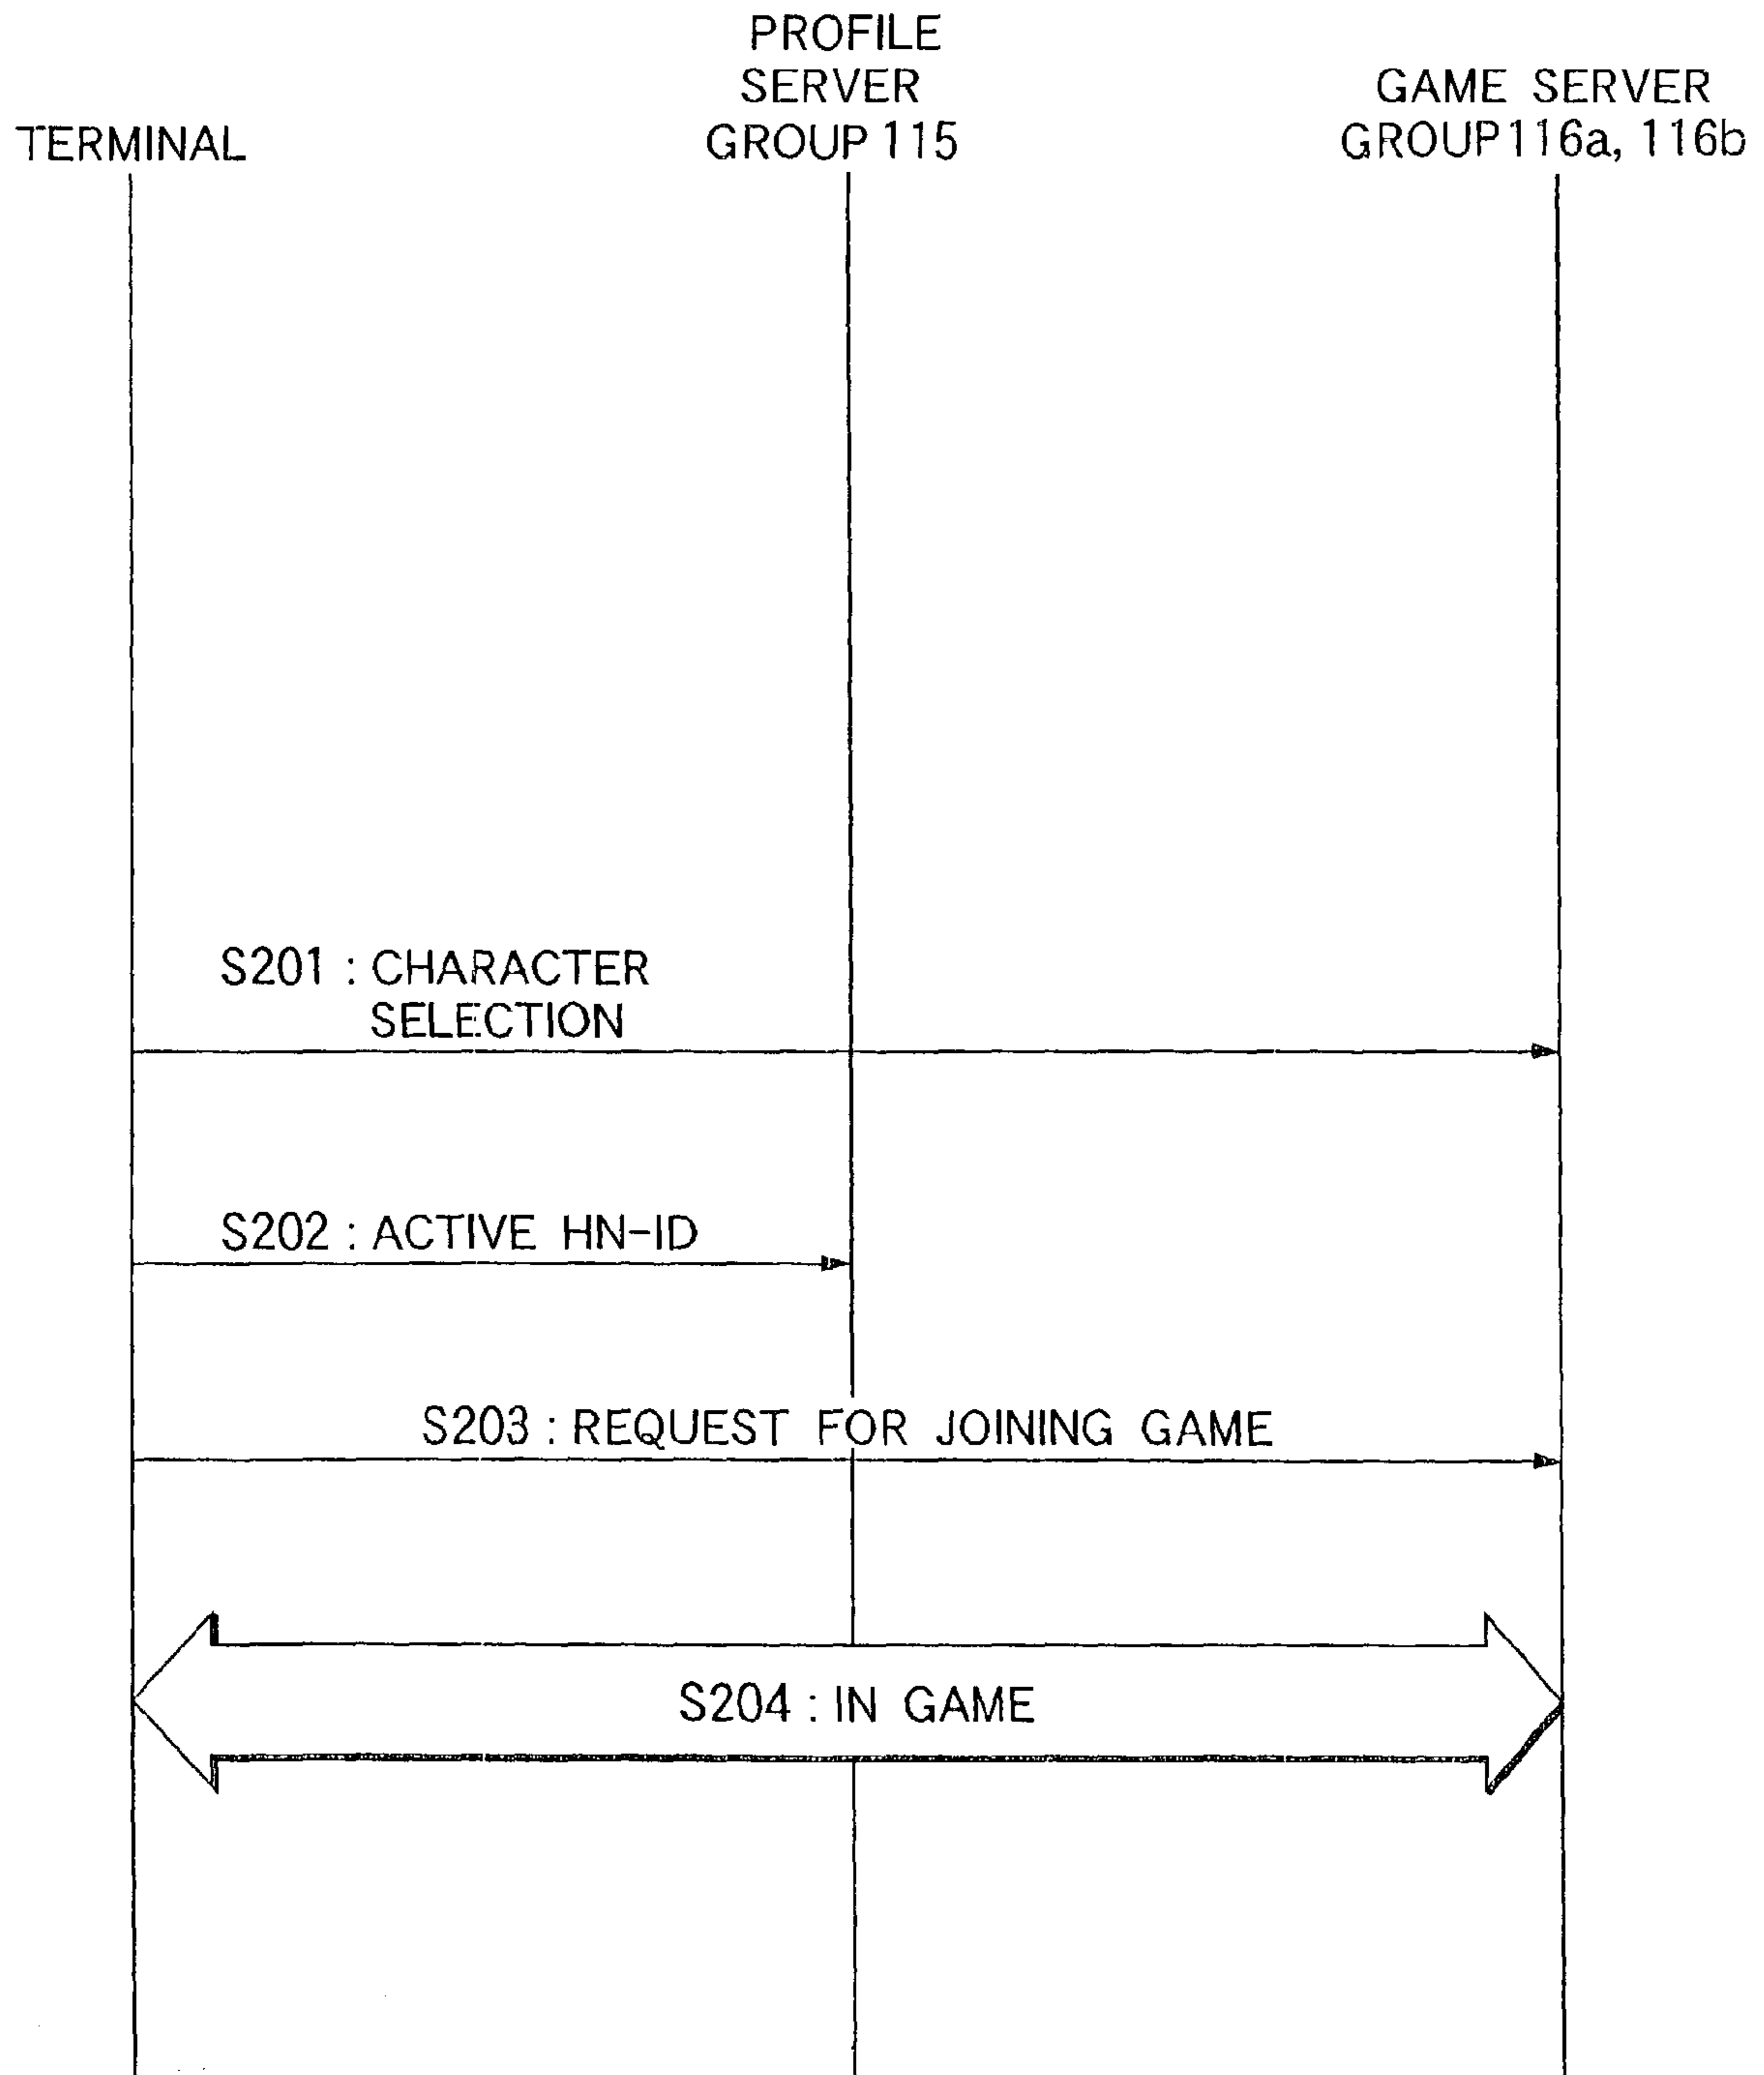 TERMINAL
PROFILE
SERVER
GROUP 115
GAME SERVER
GROUP116a, 116b
S201 : CHARACTER
SELECTION
S202 : ACTIVE HN-ID
S203 : REQUEST FOR JOINING GAME
S204 : IN GAME